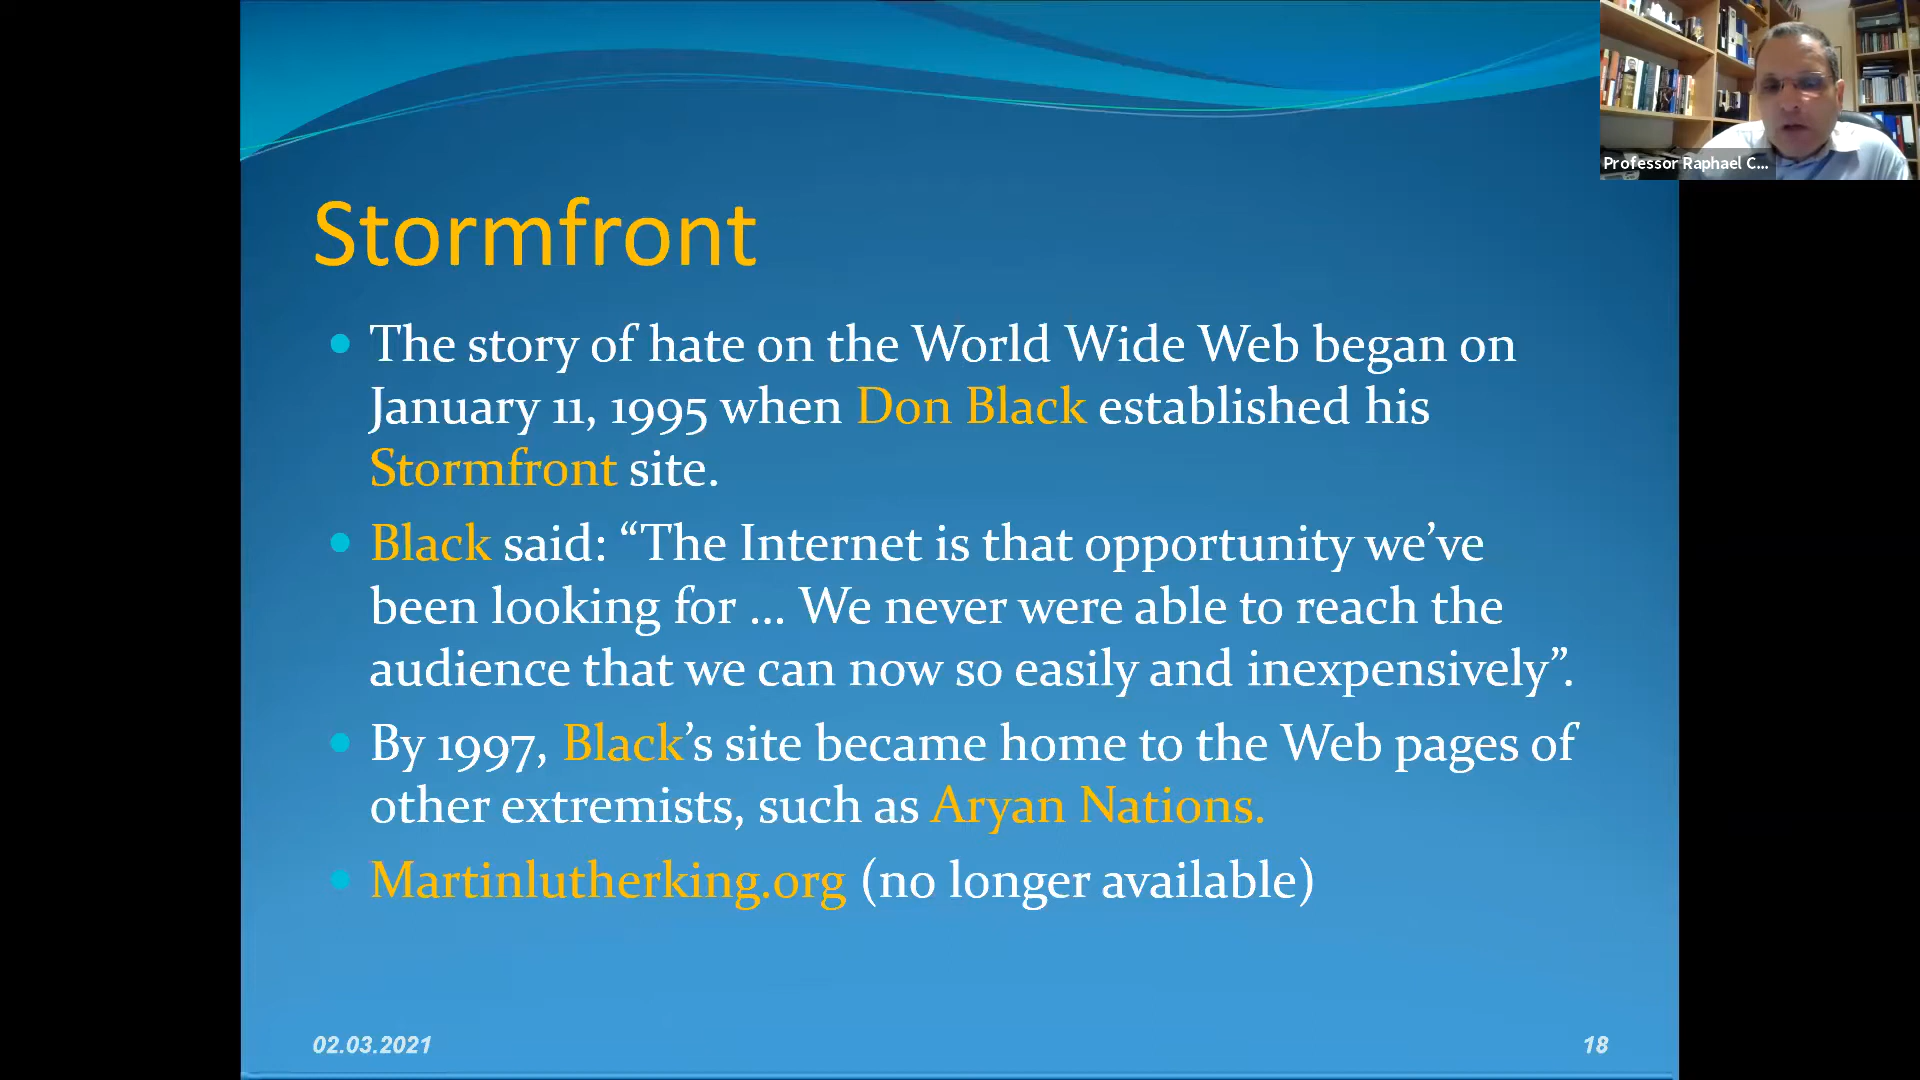 Professor Raphael C...
Stormfront
• The story of hate on the World Wide Web began on
January 11, 1995 when Don Black established his
Stormfront site.
• Black said: “The Internet is that opportunity we’ve
been looking for ... We never were able to reach the
audience that we can now so easily and inexpensively”.
• By 1997, Black’s site became home to the Web pages of
other extremists, such as Aryan Nations.
• Martinlutherking.org (no longer available)
02.03.2021
18